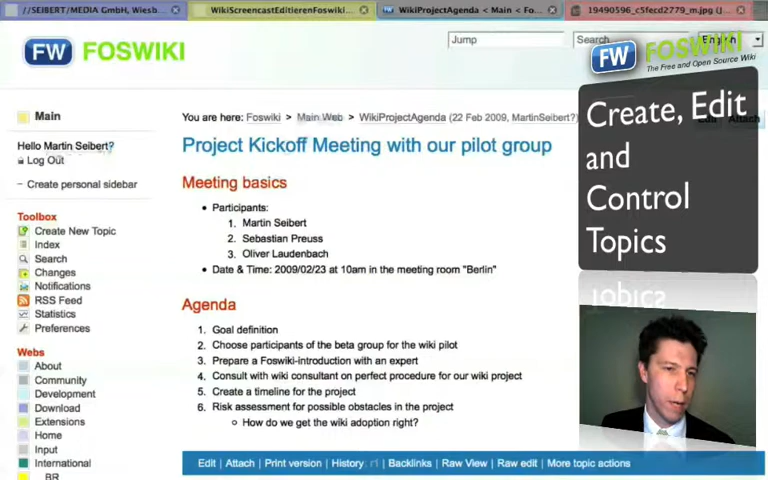 //SEIBERT/MEDIA GmbH, Wiesb...
WikiScreencastEditierenFoswiki...
WikiProjectAgenda < Main < Fo...
19490596_c5fecd2779_m.jpg (J...
FW FOSWIKI
Jump
Search
English
FW FOSWIKI
The Free and Open Source Wiki
Create, Edit
and
Control
Topics
Main
You are here: Foswiki > Main Web > WikiProjectAgenda (22 Feb 2009, MartinSeibert?)
Attach
Hello Martin Seibert?
Log Out
Create personal sidebar
Project Kickoff Meeting with our pilot group
Meeting basics
Participants:
1. Martin Seibert
2. Sebastian Preuss
3. Oliver Laudenbach
Date & Time: 2009/02/23 at 10am in the meeting room "Berlin"
Toolbox
Create New Topic
Index
Search
Changes
Notifications
RSS Feed
Statistics
Preferences
Agenda
1. Goal definition
2. Choose participants of the beta group for the wiki pilot
3. Prepare a Foswiki-introduction with an expert
4. Consult with wiki consultant on perfect procedure for our wiki project
5. Create a timeline for the project
6. Risk assessment for possible obstacles in the project
How do we get the wiki adoption right?
Webs
About
Community
Development
Download
Extensions
Home
Input
International
BR
Edit | Attach | Print version | History: r1 | Backlinks | Raw View | Raw edit | More topic actions